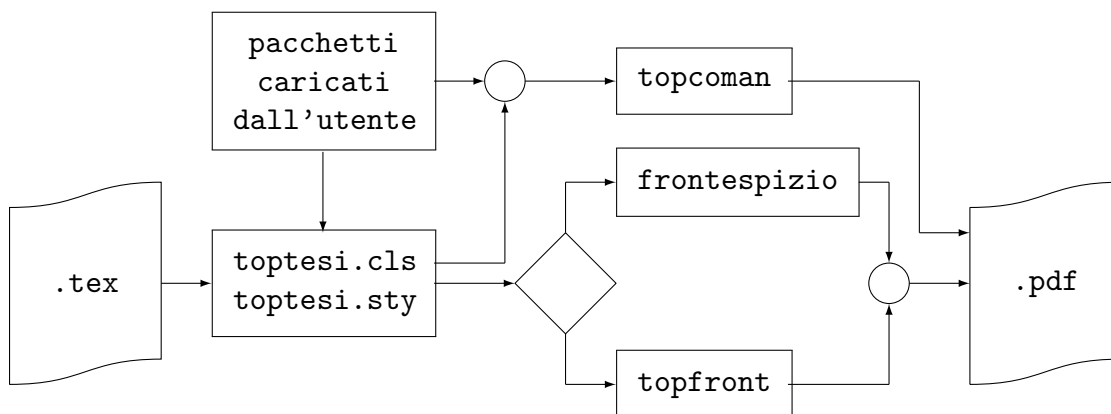 pacchetti
caricati
dall'utente
topcoman
frontespizio
.tex
toptesi.cls
toptesi.sty
.pdf
topfront